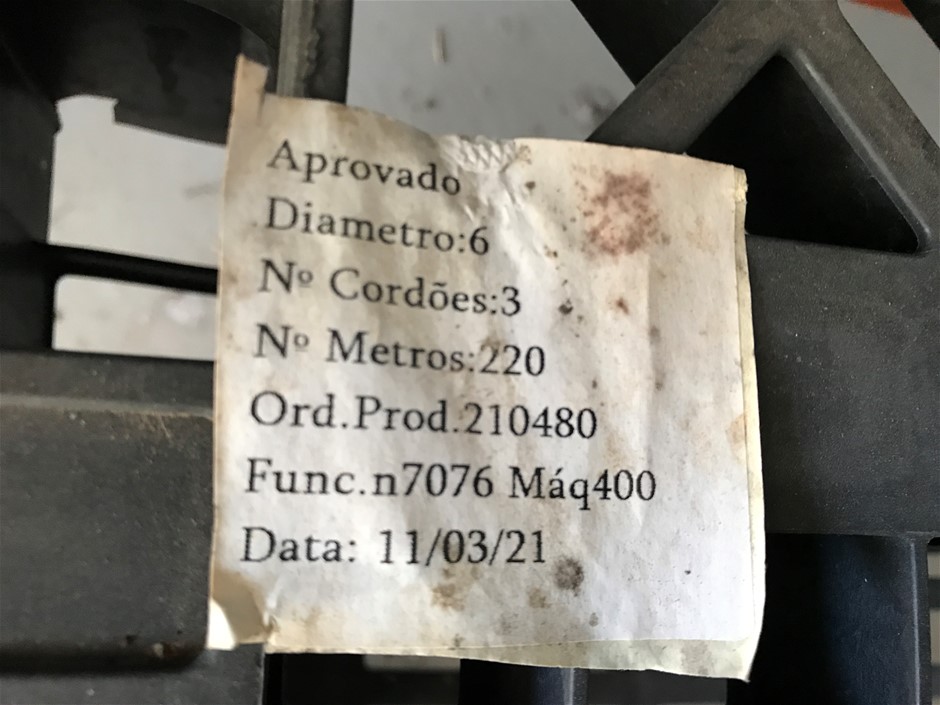 Aprovado
Diametro:6
Nº Cordões:3
Nº Metros:220
Ord.Prod.210480
Func.n7076 Máq400
Data: 11/03/21